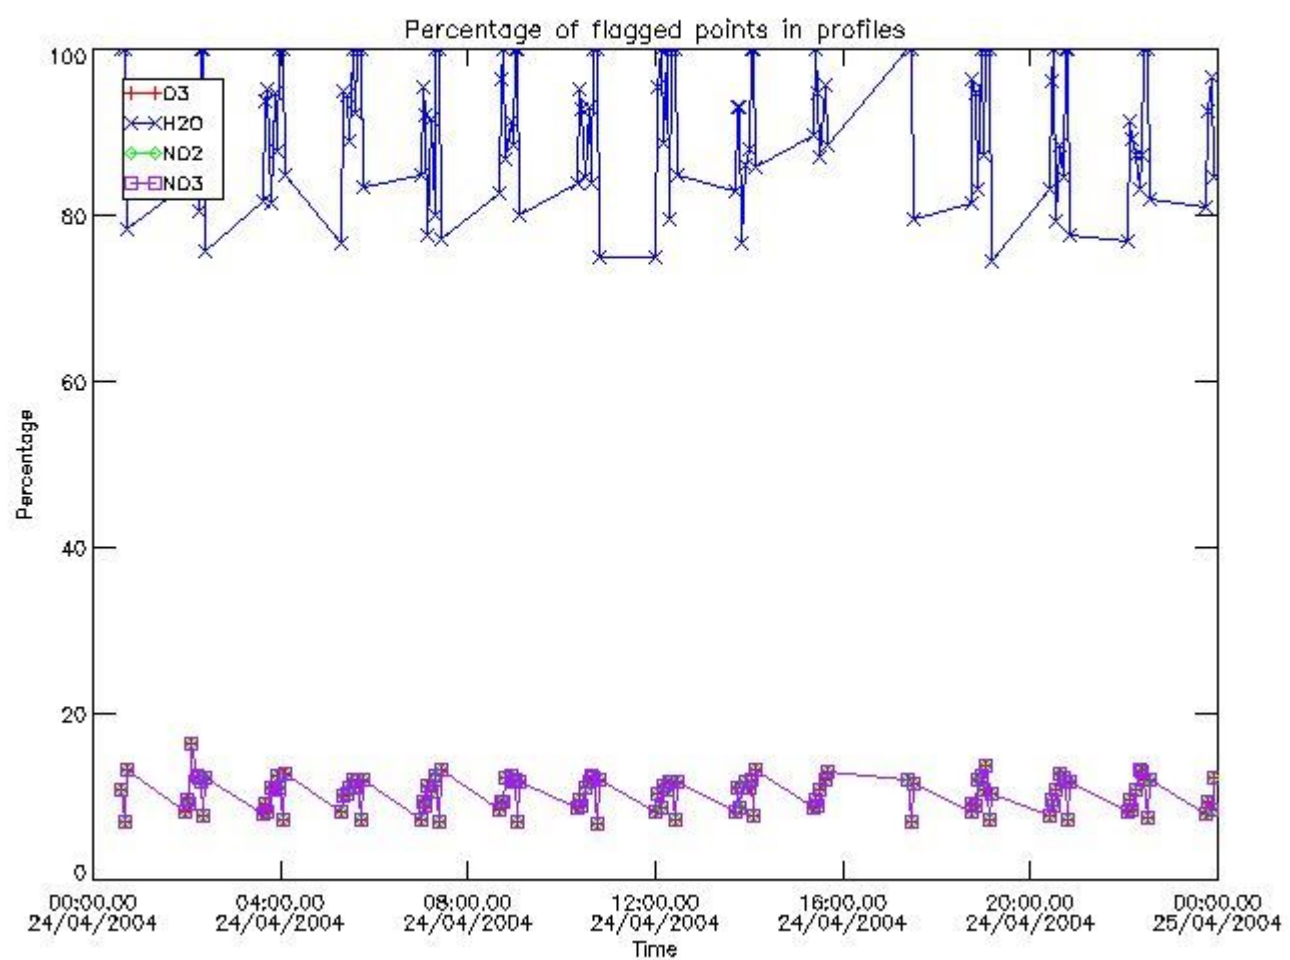 Percentage of flagged points in profiles
100
80
60
40
20
0
Percentage
O3
H2O
NO2
NO3
00:00.00 04:00.00 08:00.00 12:00.00 16:00.00 20:00.00 00:00.00
24/04/2004 24/04/2004 24/04/2004 24/04/2004 24/04/2004 24/04/2004 25/04/2004
Time